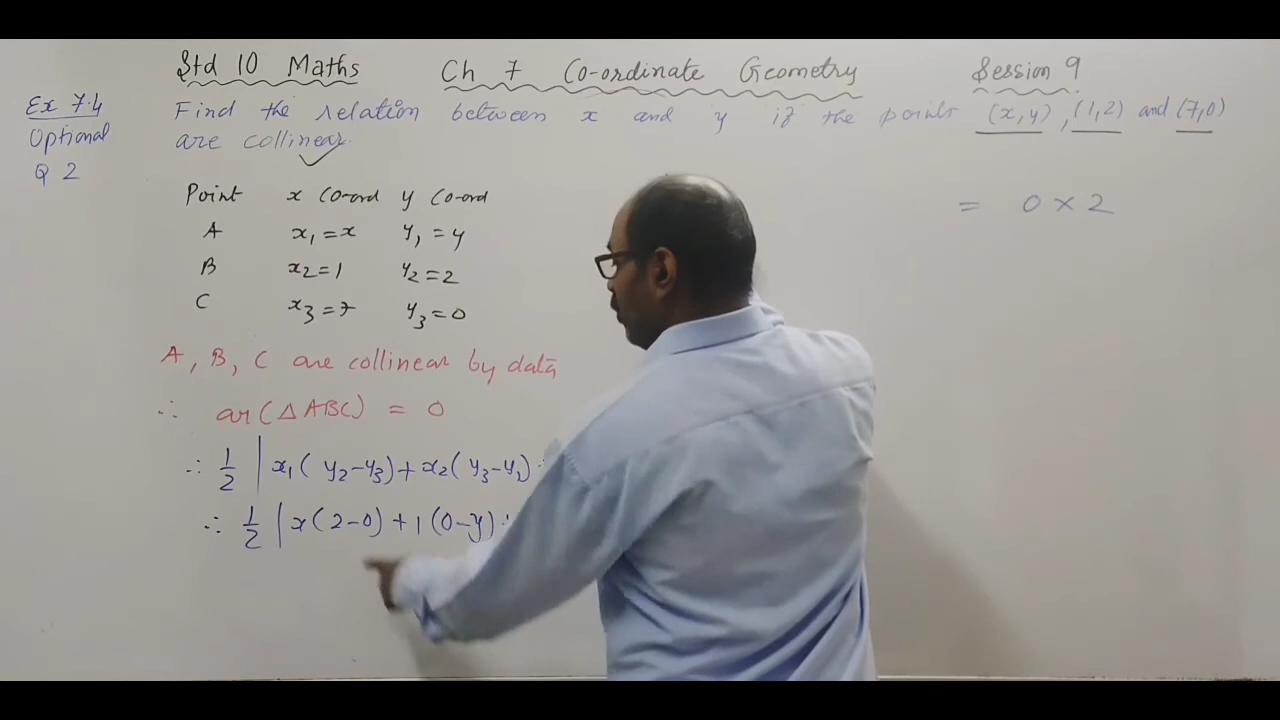 Std 10 Maths Ch 7 Co-ordinate Geometry Session 9
Ex 7.4
Optional
Q 2
Find the relation between x and y if the points (x,y), (1,2) and (7,0)
are collinear.
Point x co-ord y co-ord
A x₁=x y₁=y
B x₂=1 y₂=2
C x₃=7 y₃=0
= 0 × 2
A, B, C are collinear by data
∴ ar(△ABC) = 0
∴ 1/2 | x₁(y₂-y₃)+x₂(y₃-y₁)
∴ 1/2 | x(2-0)+1(0-y)